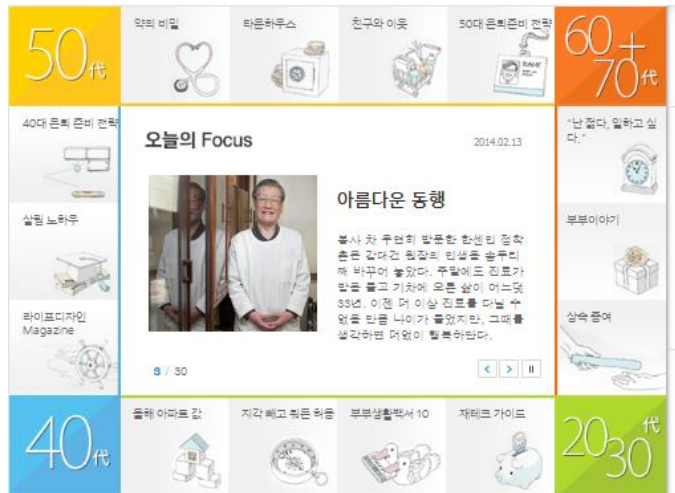 50代
약의 비밀
타운하우스
친구와 이웃
50대 은퇴준비 전략
60+
70代
40대 은퇴 준비 전략
살림 노하우
라이프디자인
Magazine
오늘의 Focus
2014.02.13
아름다운 동행
봉사 차 우연히 방문한 한센인 정착
촌은 강대건 원장의 인생을 송두리
째 바꾸어 놓았다. 주말에도 진료가
방을 들고 기차에 오른 삶이 어느덧
33년. 이젠 더 이상 진료를 다닐 수
없을 만큼 나이가 들었지만, 그때를
생각하면 더없이 행복하단다.
3 / 30
"난 젊다, 일하고 싶
다."
부부이야기
상속 증여
40代
올해 아파트 값
지각 빼고 뭐든 허용
부부생활백서 10
재테크 가이드
2030代